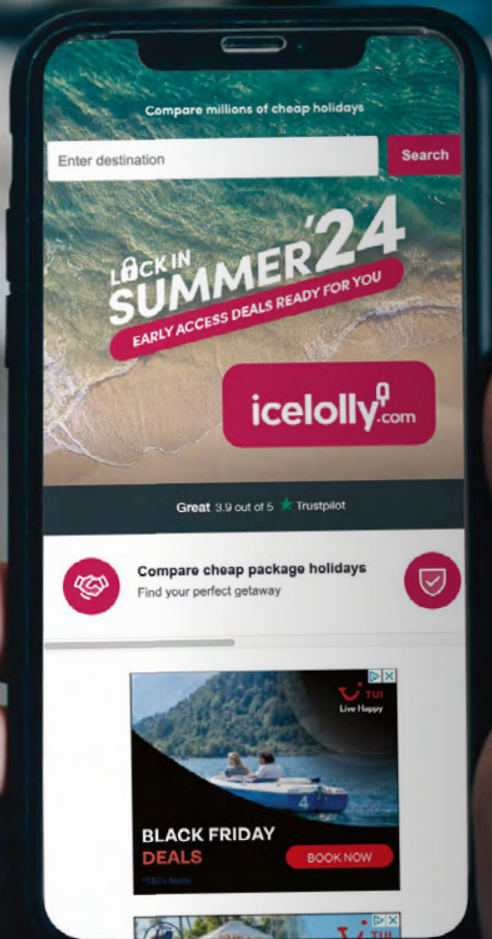 Compare millions of cheap holidays
Enter destination
Search
LOCK IN
SUMMER '24
EARLY ACCESS DEALS READY FOR YOU
icelolly.com
Great 3.9 out of 5 Trustpilot
Compare cheap package holidays
Find your perfect getaway
TUI
Live Happy
4
BLACK FRIDAY
DEALS
BOOK NOW
TUI